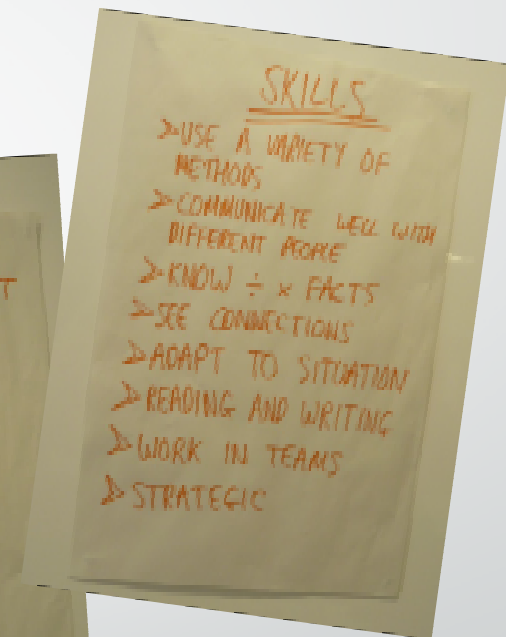 SKILLS
➢USE A VARIETY OF
METHODS
➢COMMUNICATE WELL WITH
DIFFERENT PEOPLE
➢KNOW ÷ × FACTS
➢SEE CONNECTIONS
➢ADAPT TO SITUATION
➢READING AND WRITING
➢WORK IN TEAMS
➢STRATEGIC
T